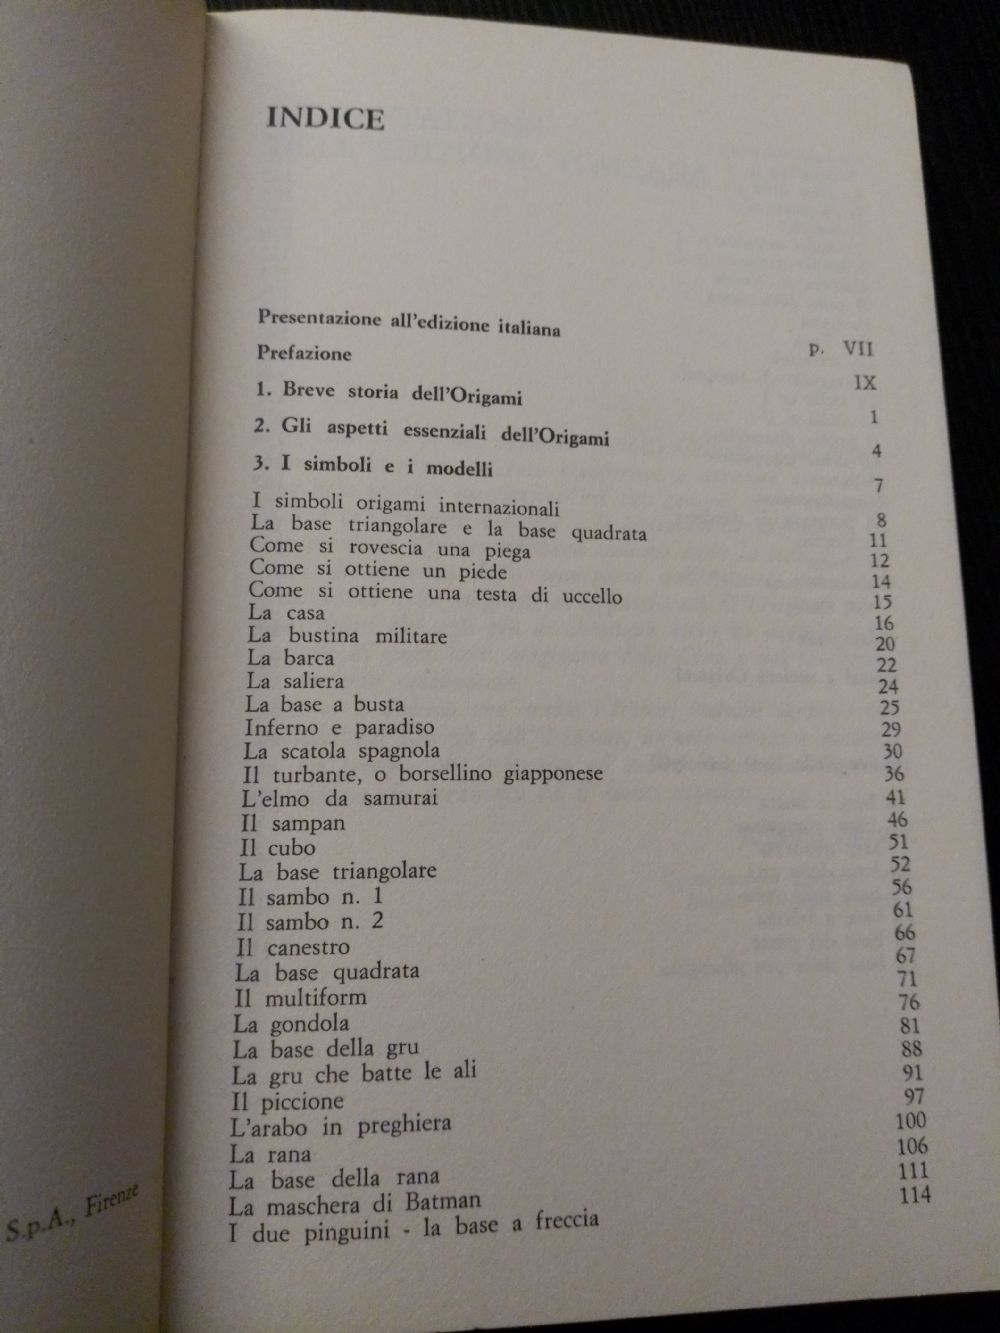 INDICE
Presentazione all'edizione italiana p. VII
Prefazione IX
1. Breve storia dell'Origami 1
2. Gli aspetti essenziali dell'Origami 4
3. I simboli e i modelli 7
I simboli origami internazionali 8
La base triangolare e la base quadrata 11
Come si rovescia una piega 12
Come si ottiene un piede 14
Come si ottiene una testa di uccello 15
La casa 16
La bustina militare 20
La barca 22
La saliera 24
La base a busta 25
Inferno e paradiso 29
La scatola spagnola 30
Il turbante, o borsellino giapponese 36
L'elmo da samurai 41
Il sampan 46
Il cubo 51
La base triangolare 52
Il sambo n. 1 56
Il sambo n. 2 61
Il canestro 66
La base quadrata 67
Il multiform 71
La gondola 76
La base della gru 81
La gru che batte le ali 88
Il piccione 91
L'arabo in preghiera 97
La rana 100
La base della rana 106
La maschera di Batman 111
I due pinguini - la base a freccia 114
S.p.A., Firenze